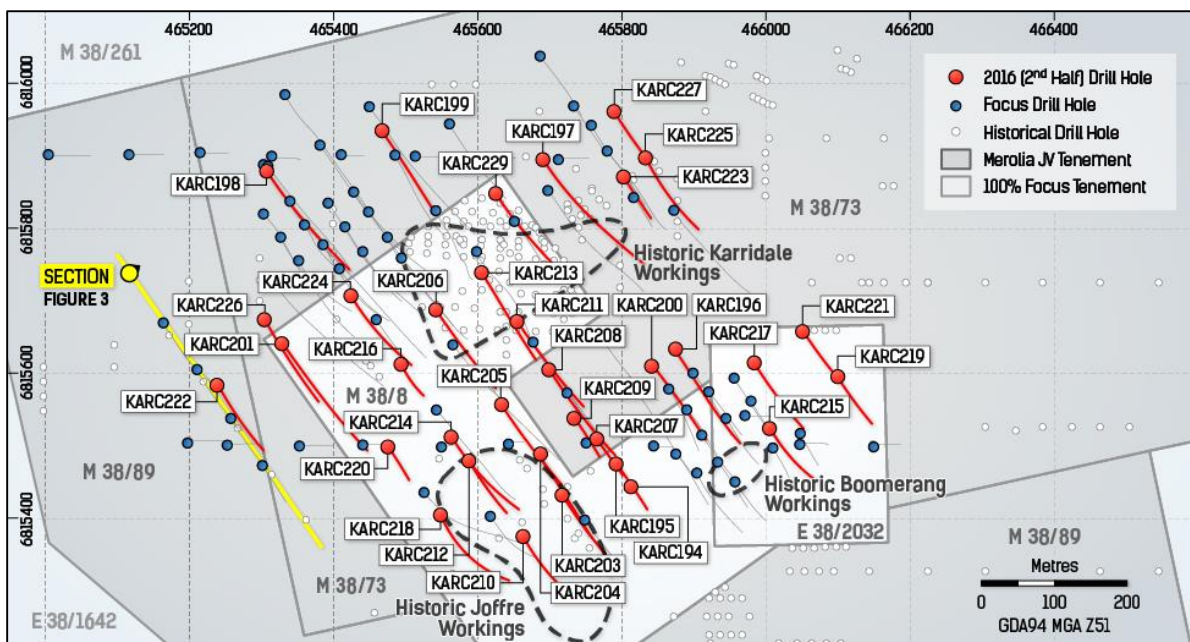 465200
465400
465600
465800
466000
466200
466400
6816000
6815800
6815600
6815400
M 38/261
2016 (2nd Half) Drill Hole
Focus Drill Hole
Historical Drill Hole
Merolia JV Tenement
100% Focus Tenement
KARC199
KARC227
KARC197
KARC225
KARC229
KARC223
KARC198
M 38/73
Historic Karridale
Workings
SECTION
FIGURE 3
KARC213
KARC206
KARC224
KARC211
KARC200
KARC196
KARC221
KARC226
KARC208
KARC217
KARC201
KARC216
KARC219
KARC205
KARC209
KARC222
M 38/8
KARC215
KARC214
KARC207
KARC220
M 38/89
Historic Boomerang
Workings
KARC218
KARC195
E 38/2032
M 38/89
KARC212
KARC203
KARC194
KARC210
KARC204
M 38/73
Historic Joffre
Workings
E 38/1642
Metres
0 100 200
GDA94 MGA Z51